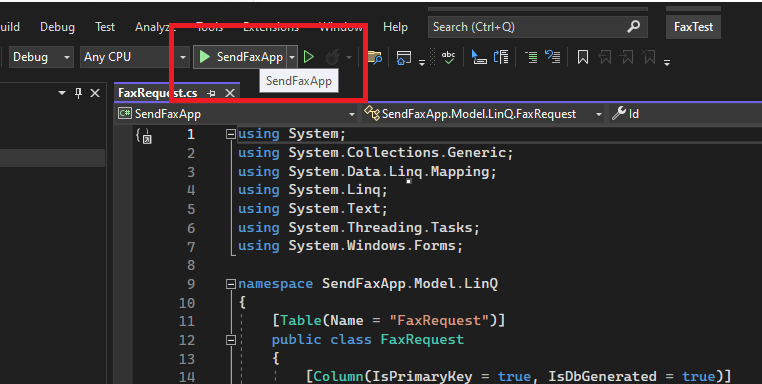 uild Test Analyze Tools Extensions Window Help Search (Ctrl+Q) FaxTest
Debug Any CPU SendFaxApp
SendFaxApp
FaxRequest.cs
C# SendFaxApp SendFaxApp.Model.LinQ.FaxRequest Id
1 using System;
2 using System.Collections.Generic;
3 using System.Data.Linq.Mapping;
4 using System.Linq;
5 using System.Text;
6 using System.Threading.Tasks;
7 using System.Windows.Forms;
8
9 namespace SendFaxApp.Model.LinQ
10 {
11 [Table(Name = "FaxRequest")]
12 public class FaxRequest
13 {
14 [Column(IsPrimaryKey = true, IsDbGenerated = true)]